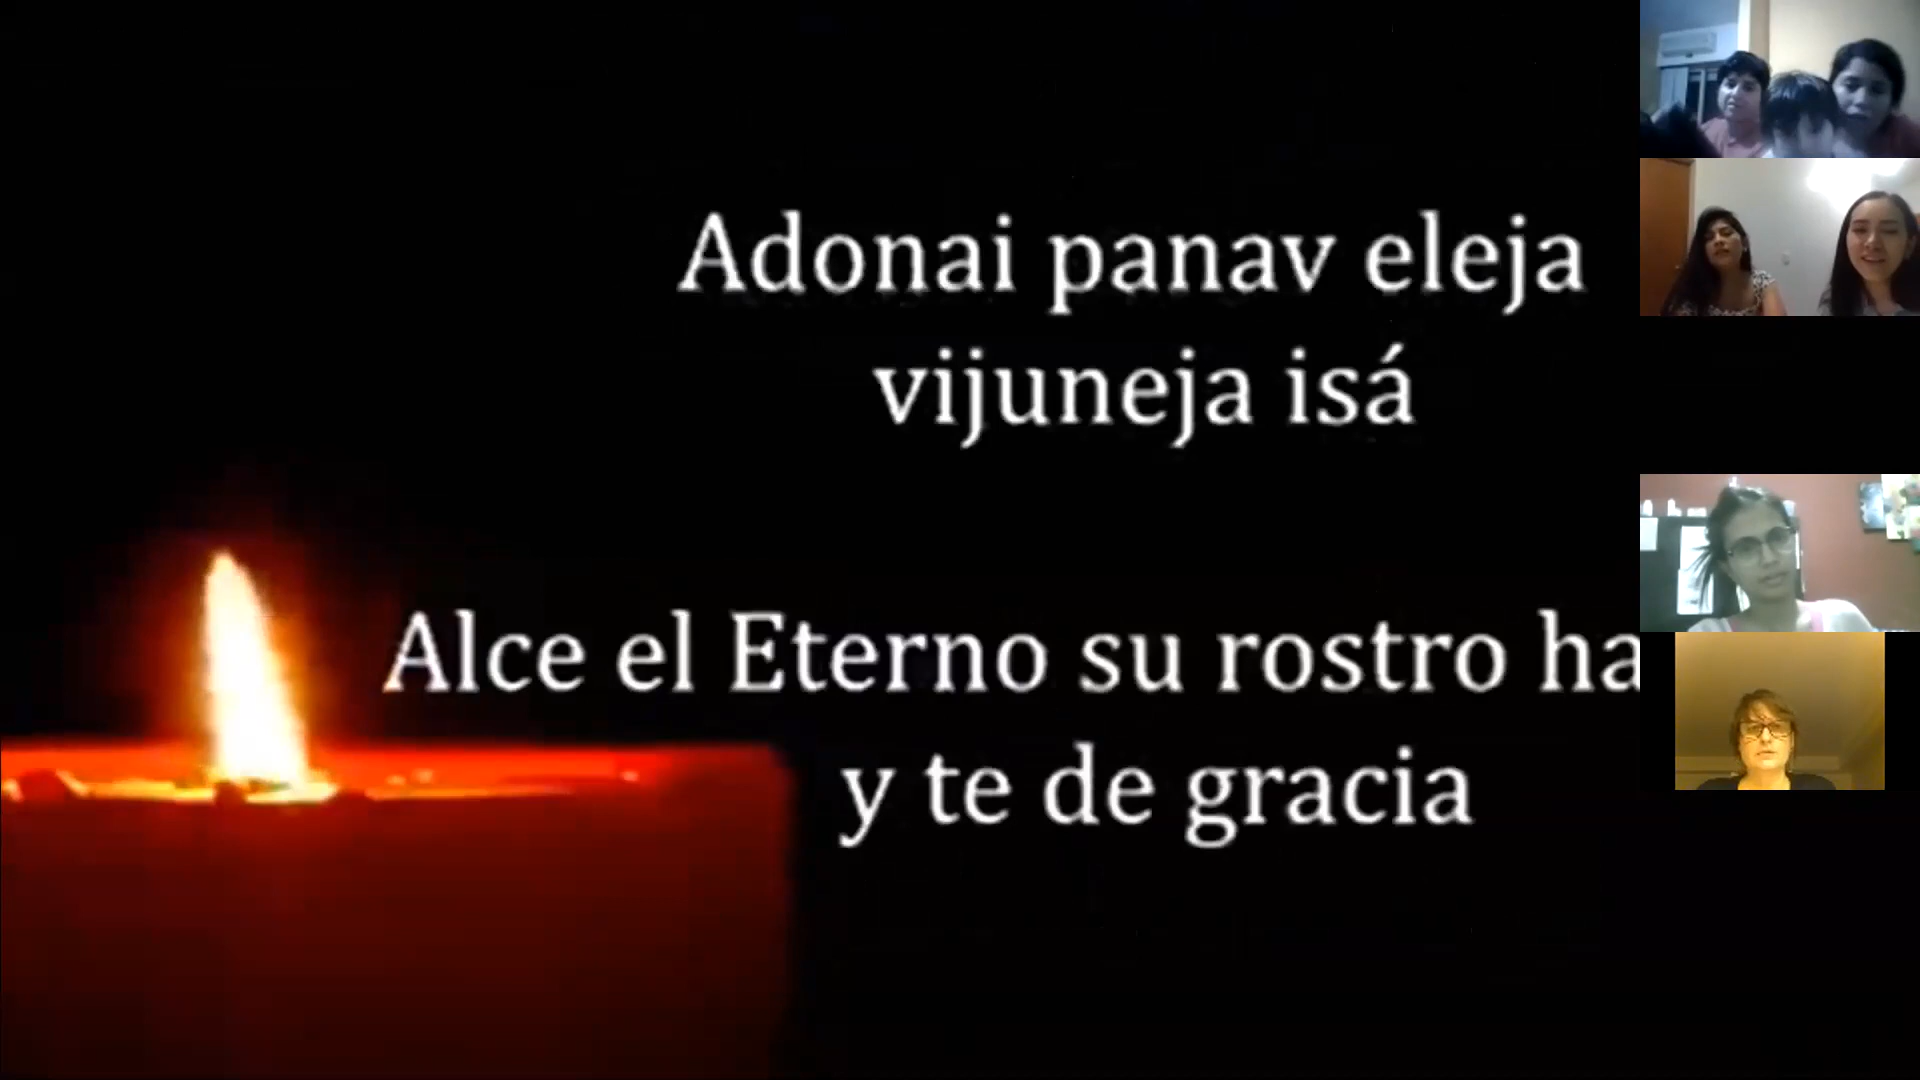 Adonai panav eleja
vijuneja isá
Alce el Eterno su rostro ha
y te de gracia